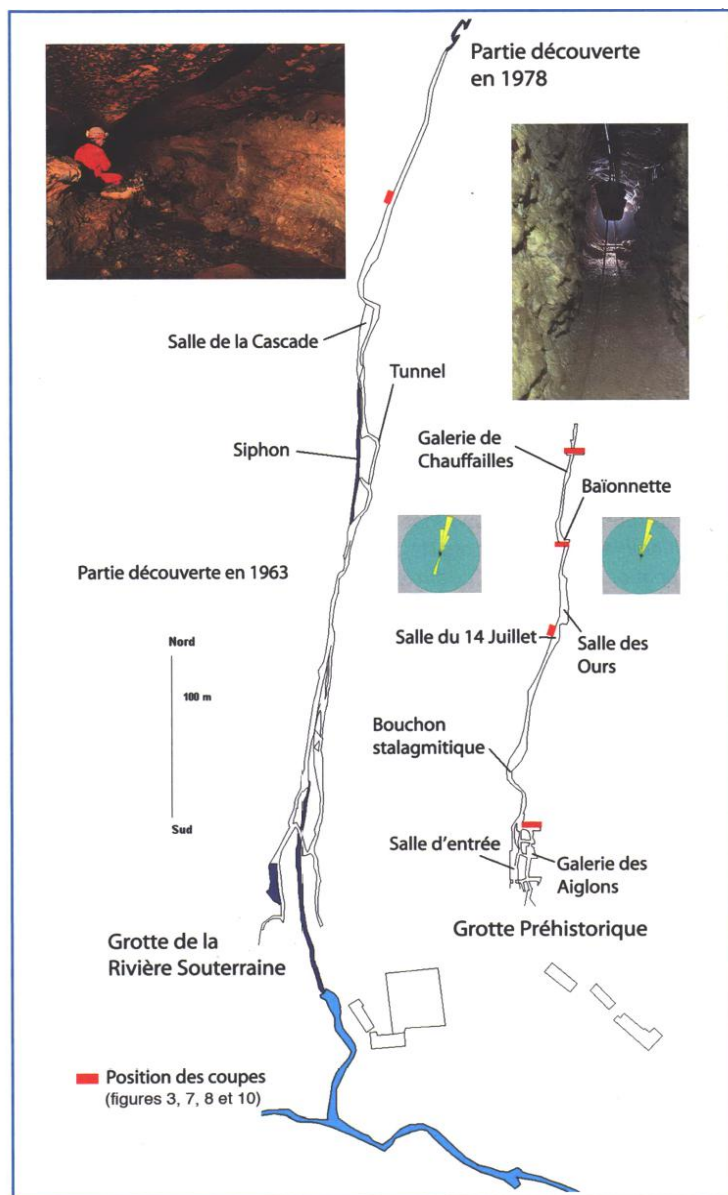 Partie découverte
en 1978
Salle de la Cascade
Tunnel
Siphon
Galerie de
Chauffailles
Baïonnette
Partie découverte en 1963
Nord
100 m
Sud
Salle du 14 Juillet
Salle des
Ours
Bouchon
stalagmitique
Salle d'entrée
Galerie des
Aiglons
Grotte de la
Rivière Souterraine
Grotte Préhistorique
Position des coupes
(figures 3, 7, 8 et 10)